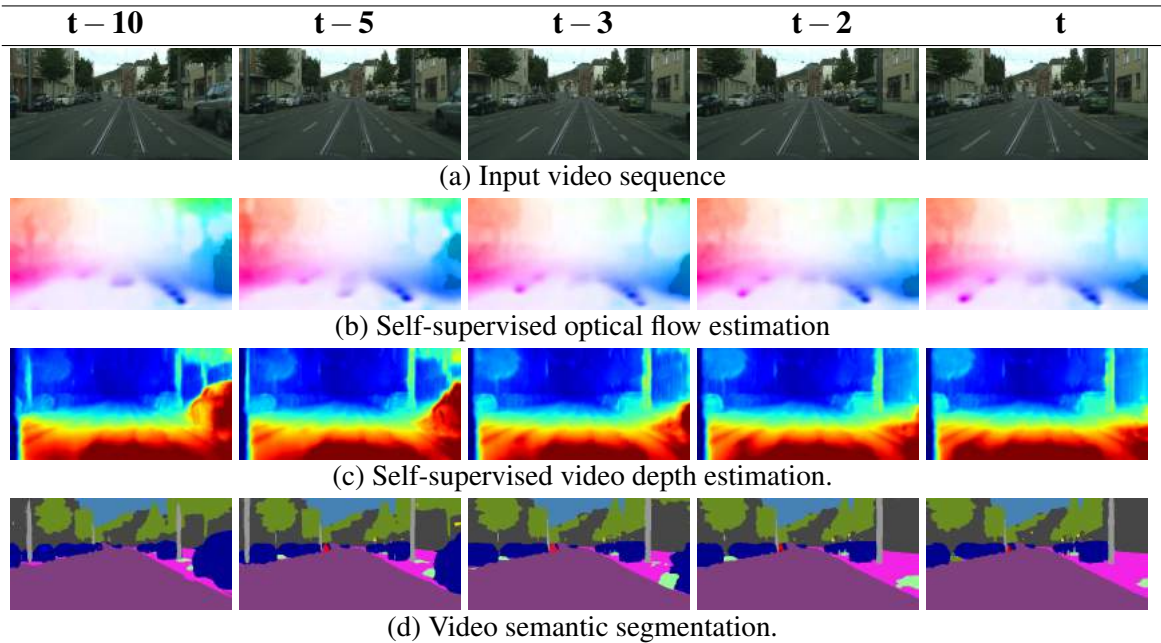 t − 10 t − 5 t − 3 t − 2 t
(a) Input video sequence
(b) Self-supervised optical flow estimation
(c) Self-supervised video depth estimation.
(d) Video semantic segmentation.